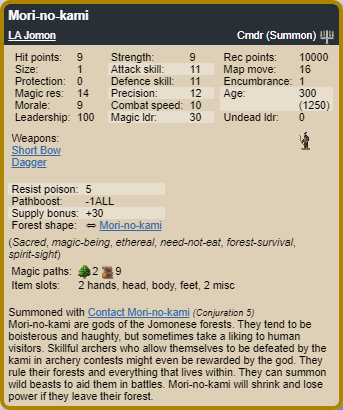 Mori-no-kami
LA Jomon Cmdr (Summon)
Hit points: 9 Strength: 9 Rec points: 10000
Size: 1 Attack skill: 11 Map move: 16
Protection: 0 Defence skill: 11 Encumbrance: 1
Magic res: 14 Precision: 12 Age: 300
Morale: 9 Combat speed: 10 (1250)
Leadership: 100 Magic ldr: 30 Undead ldr: 0
Weapons:
Short Bow
Dagger
Resist poison: 5
Pathboost: -1ALL
Supply bonus: +30
Forest shape: ⇔ Mori-no-kami
(Sacred, magic-being, ethereal, need-not-eat, forest-survival,
spirit-sight)
Magic paths: 2 9
Item slots: 2 hands, head, body, feet, 2 misc
Summoned with Contact Mori-no-kami (Conjuration 5)
Mori-no-kami are gods of the Jomonese forests. They tend to be
boisterous and haughty, but sometimes take a liking to human
visitors. Skillful archers who allow themselves to be defeated by the
kami in archery contests might even be rewarded by the god. They
rule their forests and everything that lives within. They can summon
wild beasts to aid them in battles. Mori-no-kami will shrink and lose
power if they leave their forest.